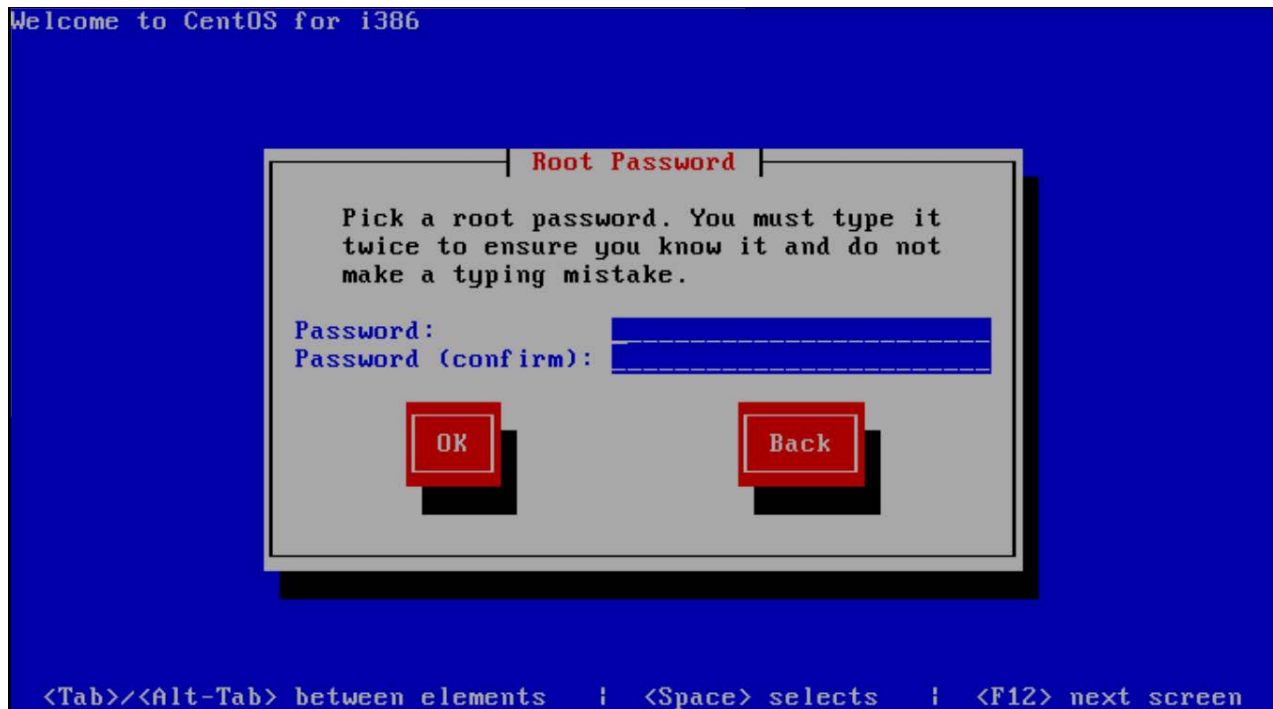 Welcome to CentOS for i386
Root Password
Pick a root password. You must type it
twice to ensure you know it and do not
make a typing mistake.
Password:
Password (confirm):
OK Back
<Tab>/<Alt-Tab> between elements | <Space> selects | <F12> next screen